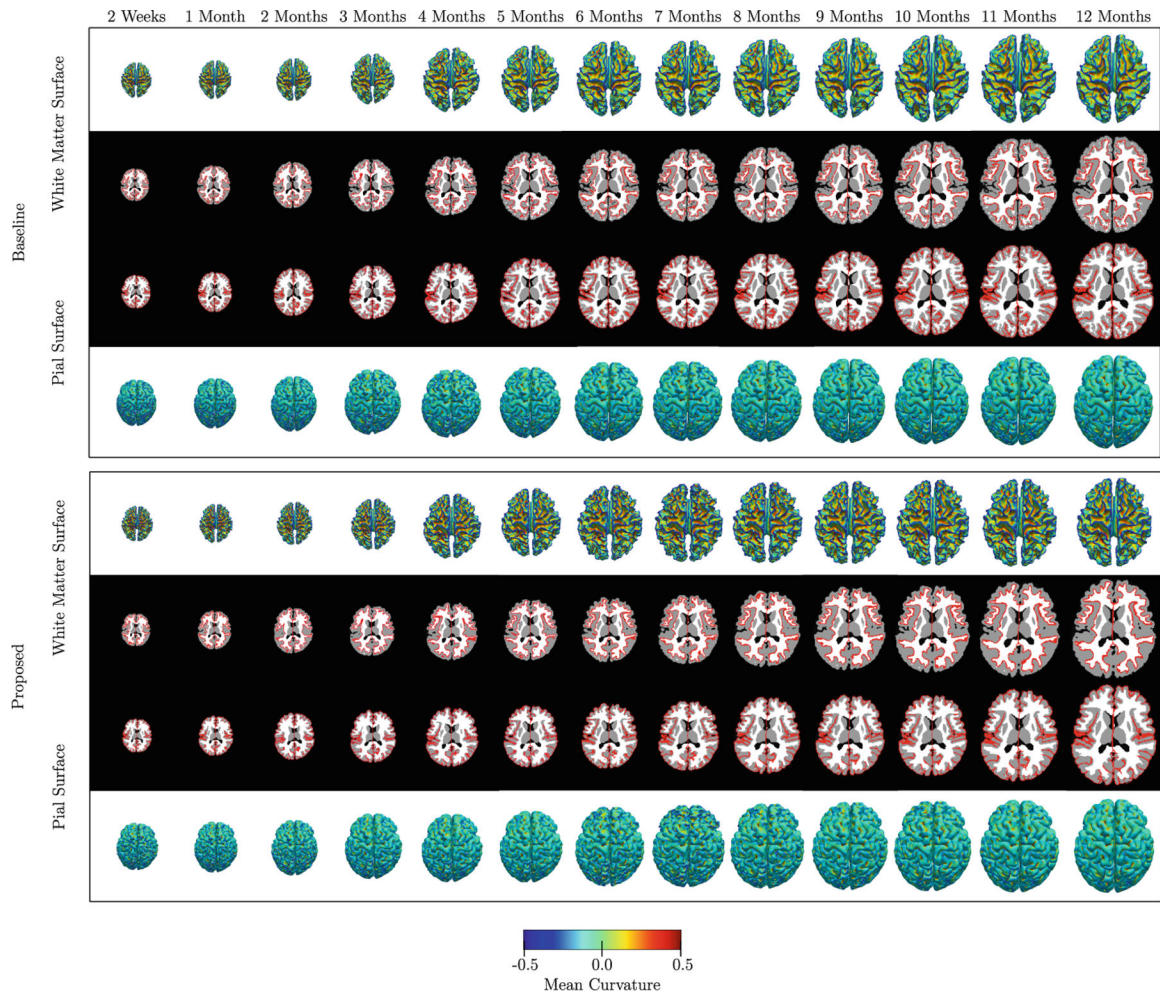 2 Weeks 1 Month 2 Months 3 Months 4 Months 5 Months 6 Months 7 Months 8 Months 9 Months 10 Months 11 Months 12 Months
Baseline
White Matter Surface
Pial Surface
Proposed
White Matter Surface
Pial Surface
-0.5 0.0 0.5
Mean Curvature